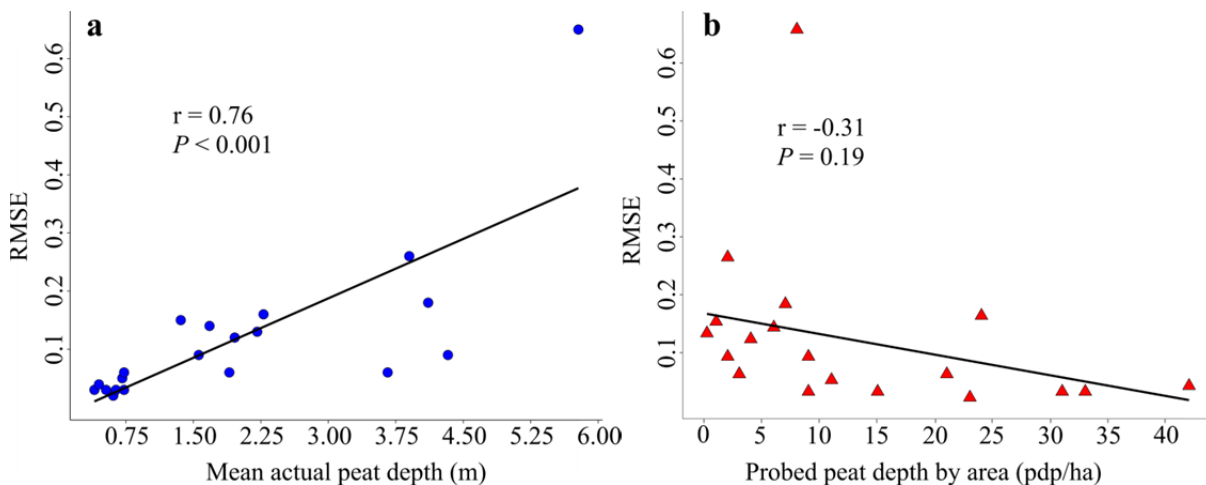 a
r = 0.76
P < 0.001
RMSE
0.6
0.5
0.4
0.3
0.2
0.1
0.75 1.50 2.25 3.00 3.75 4.50 5.25 6.00
Mean actual peat depth (m)
b
r = -0.31
P = 0.19
RMSE
0.6
0.5
0.4
0.3
0.2
0.1
0 5 10 15 20 25 30 35 40
Probed peat depth by area (pdp/ha)